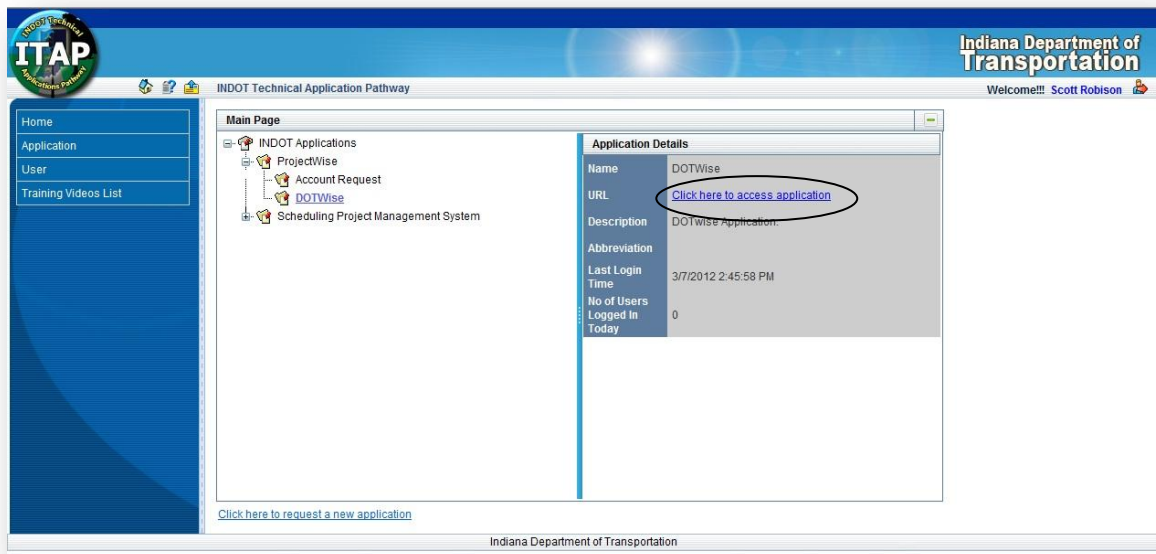 INDOT Technical
ITAP
Applications Pathway
Indiana Department of
Transportation
INDOT Technical Application Pathway
Welcome!!! Scott Robison
Home
Application
User
Training Videos List
Main Page
INDOT Applications
ProjectWise
Account Request
DOTWise
Scheduling Project Management System
Application Details
Name DOTWise
URL Click here to access application
Description DOTwise Application.
Abbreviation
Last Login
Time 3/7/2012 2:45:58 PM
No of Users
Logged In
Today 0
Click here to request a new application
Indiana Department of Transportation